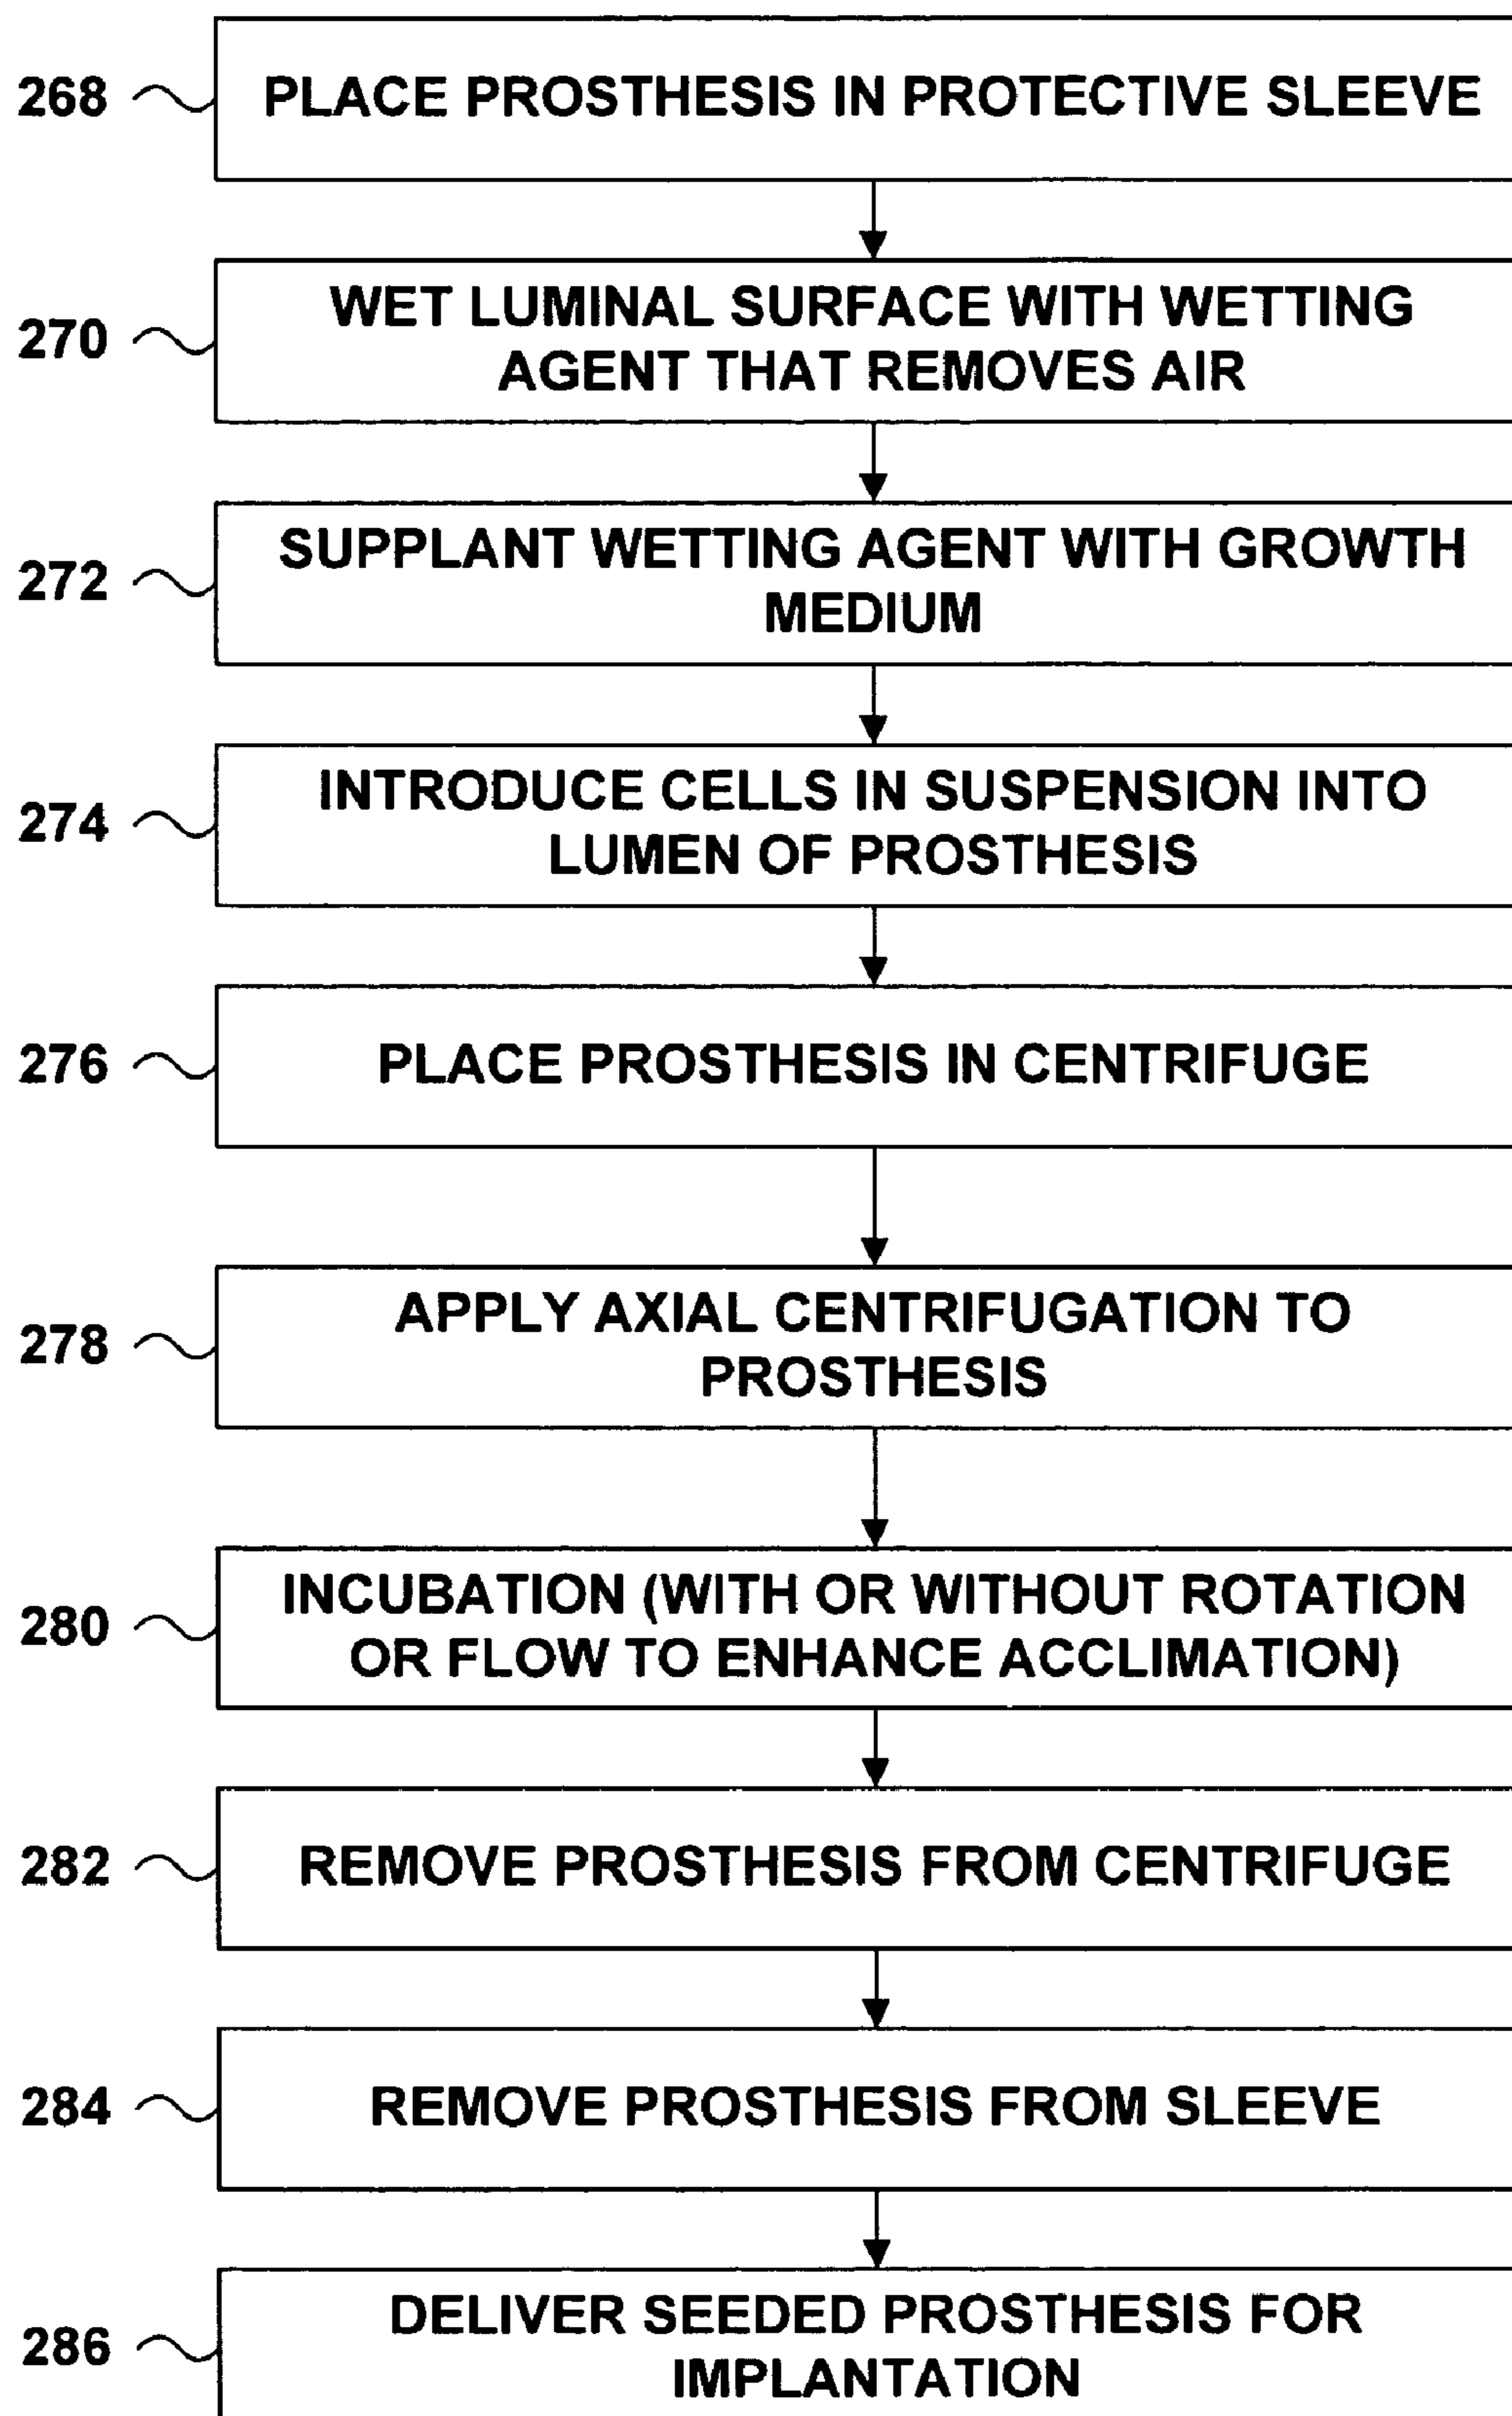 268 PLACE PROSTHESIS IN PROTECTIVE SLEEVE
270 WET LUMINAL SURFACE WITH WETTING
AGENT THAT REMOVES AIR
272 SUPPLANT WETTING AGENT WITH GROWTH
MEDIUM
274 INTRODUCE CELLS IN SUSPENSION INTO
LUMEN OF PROSTHESIS
276 PLACE PROSTHESIS IN CENTRIFUGE
278 APPLY AXIAL CENTRIFUGATION TO
PROSTHESIS
280 INCUBATION (WITH OR WITHOUT ROTATION
OR FLOW TO ENHANCE ACCLIMATION)
282 REMOVE PROSTHESIS FROM CENTRIFUGE
284 REMOVE PROSTHESIS FROM SLEEVE
286 DELIVER SEEDED PROSTHESIS FOR
IMPLANTATION